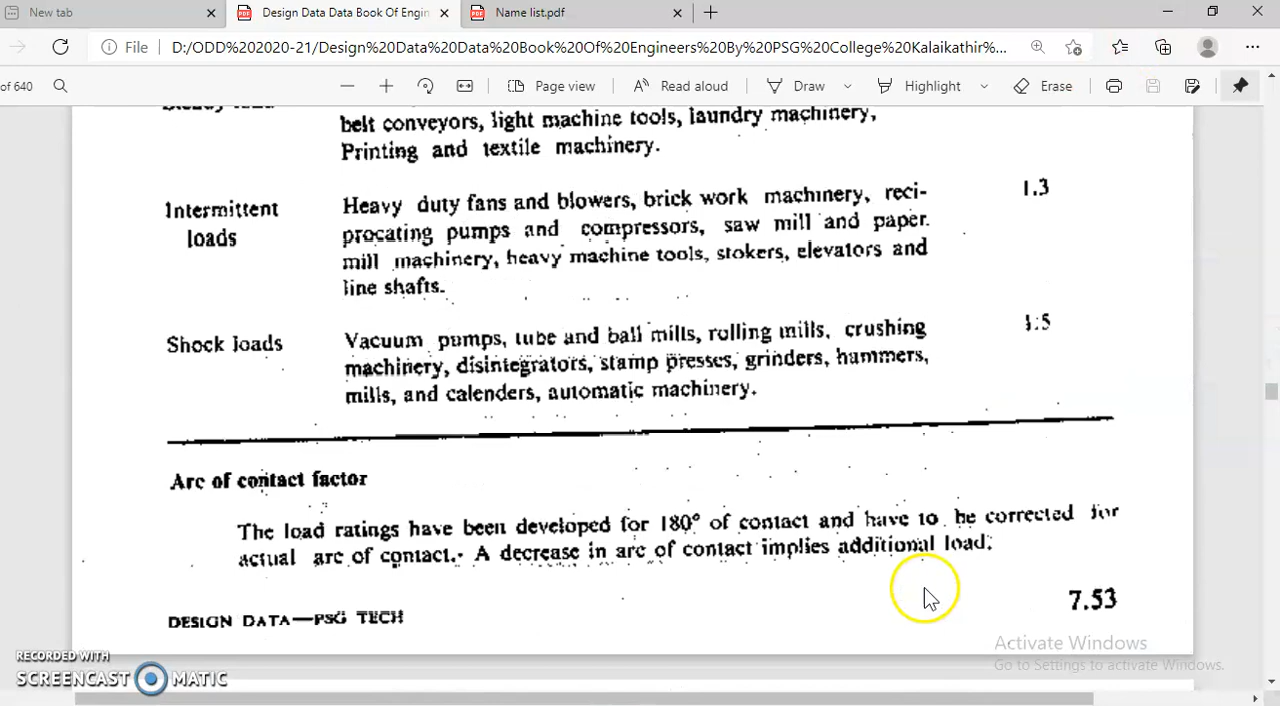 New tab
Design Data Data Book Of Engin
Name list.pdf
File
D:/ODD%202020-21/Design%20Data%20Data%20Book%20Of%20Engineers%20By%20PSG%20College%20Kalaikathir%...
of 640
Page view
Read aloud
Draw
Highlight
Erase
belt conveyors, light machine tools, laundry machinery,
Printing and textile machinery.
Intermittent loads
Heavy duty fans and blowers, brick work machinery, reci-
procating pumps and compressors, saw mill and paper.
mill machinery, heavy machine tools, stokers, elevators and
line shafts.
1.3
Shock loads
Vacuum pumps, tube and ball mills, rolling mills, crushing
machinery, disintegrators, stamp presses, grinders, hammers,
mills, and calenders, automatic machinery.
1.5
Arc of contact factor
The load ratings have been developed for 180° of contact and have to be corrected for
actual arc of contact. A decrease in arc of contact implies additional load.
DESIGN DATA—PSG TECH
7.53
Activate Windows
Go to Settings to activate Windows.
RECORDED WITH
SCREENCAST MATIC